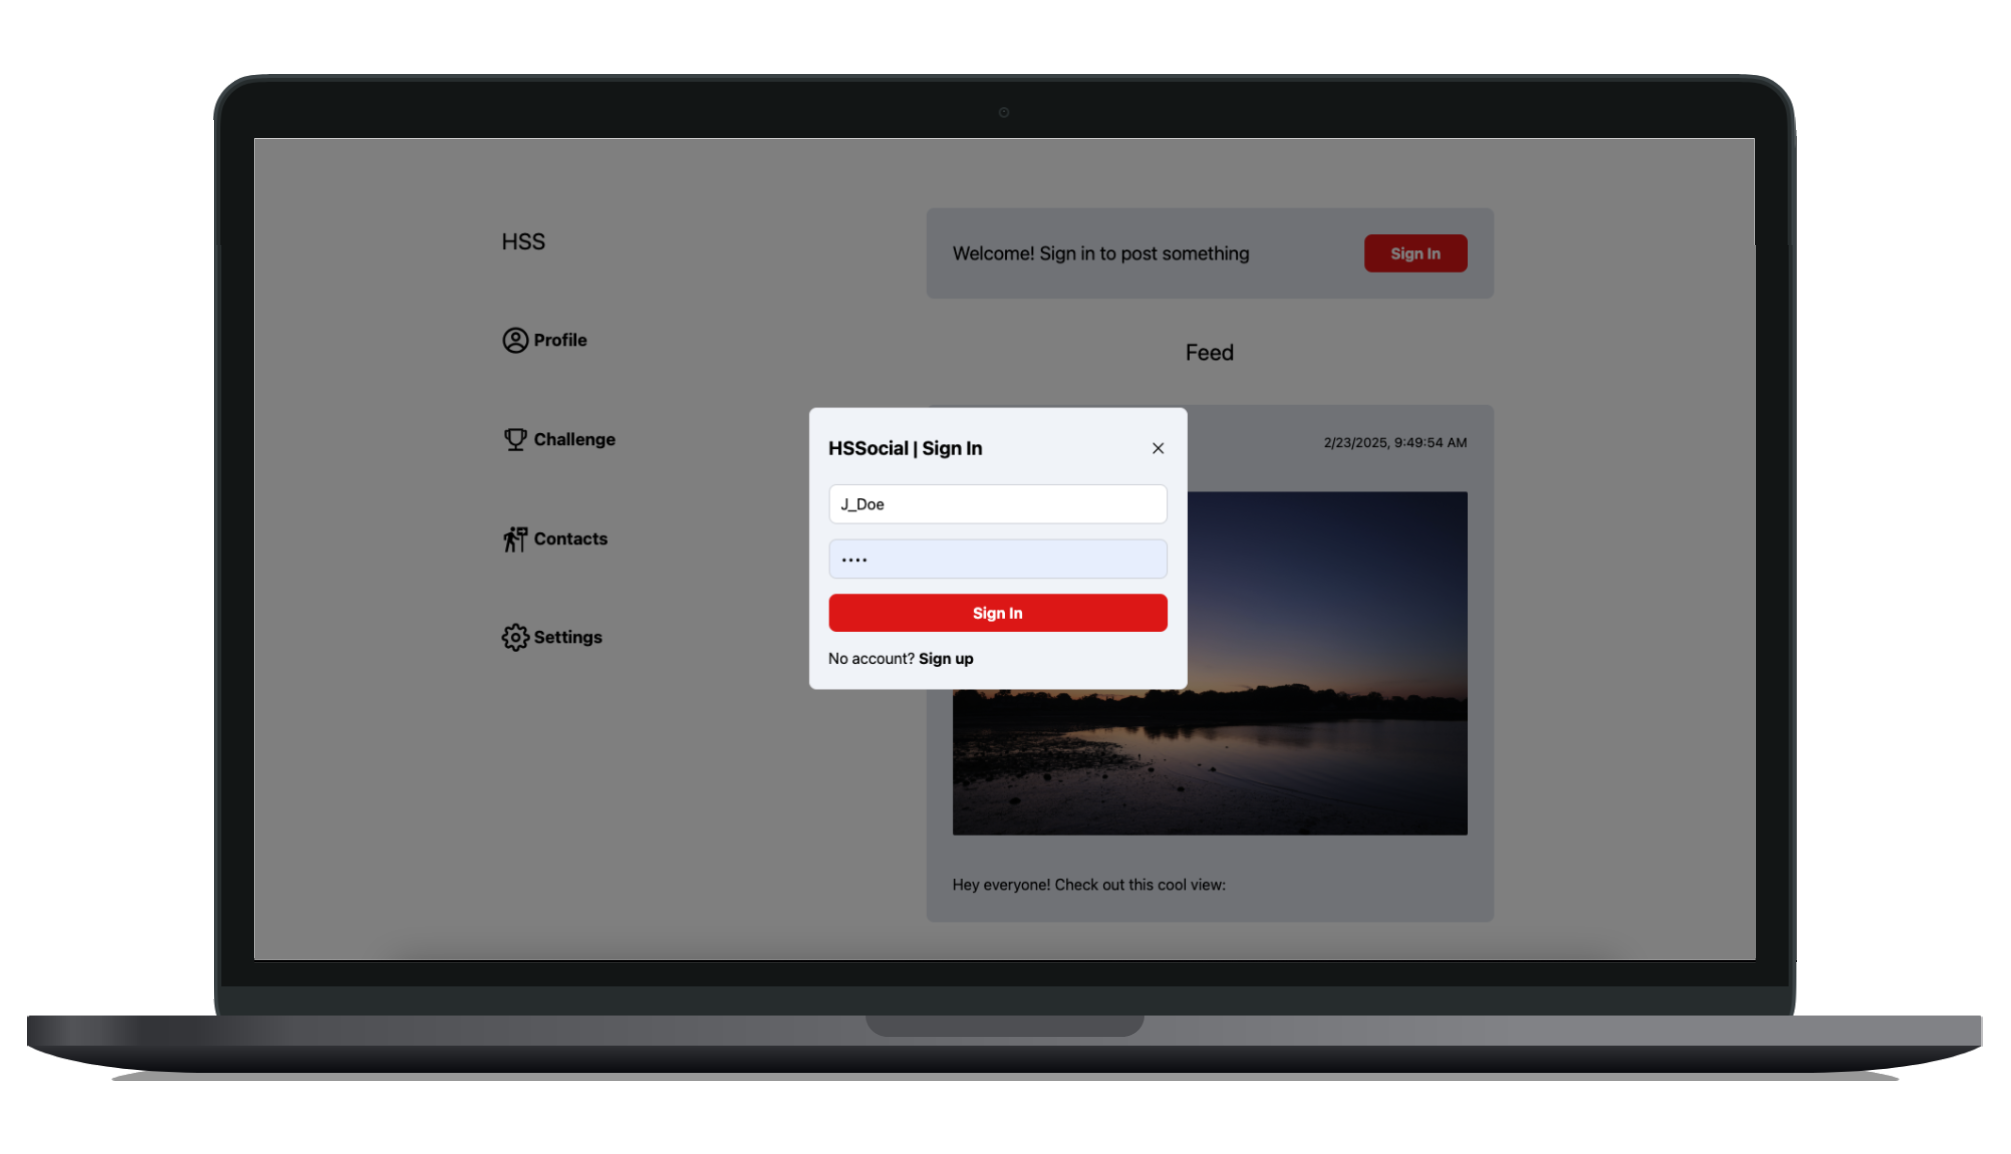 HSS
Profile
Challenge
Contacts
Settings
Welcome! Sign in to post something
Sign In
Feed
2/23/2025, 9:49:54 AM
Hey everyone! Check out this cool view:
HSSocial | Sign In
J_Doe
Sign In
No account? Sign up